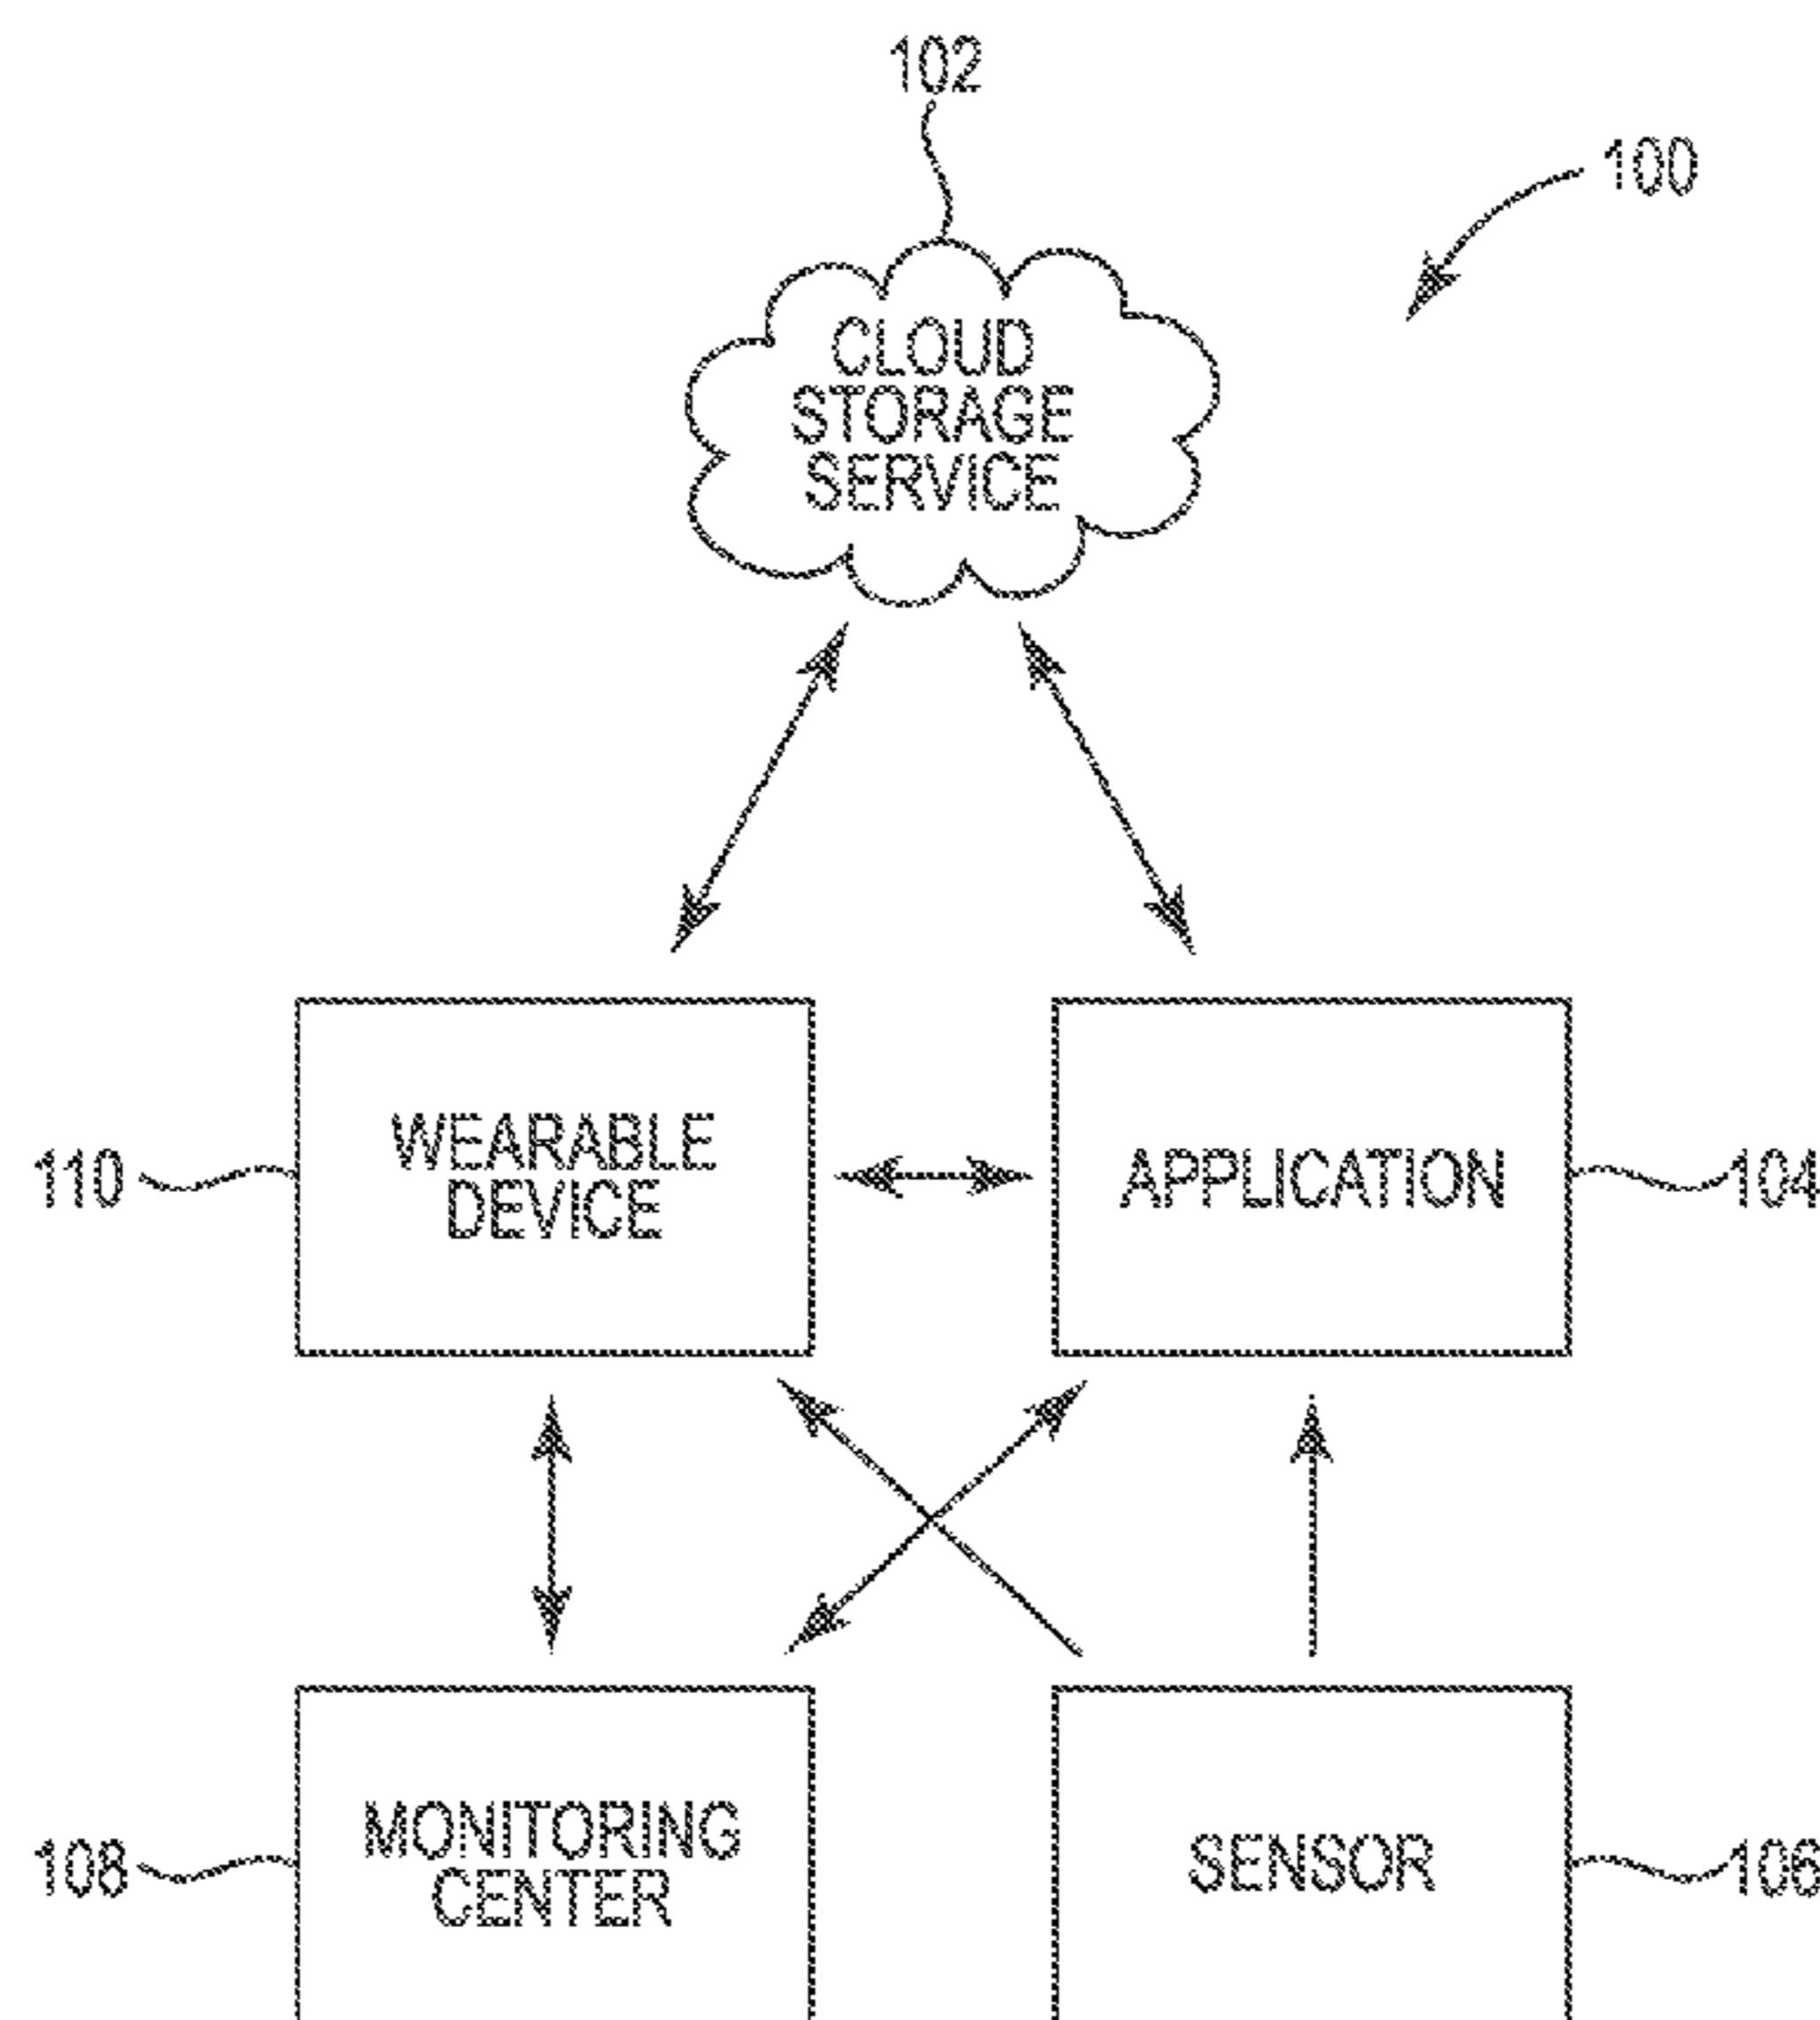 102
100
CLOUD
STORAGE
SERVICE
WEARABLE
DEVICE
110
APPLICATION
104
MONITORING
CENTER
108
SENSOR
106